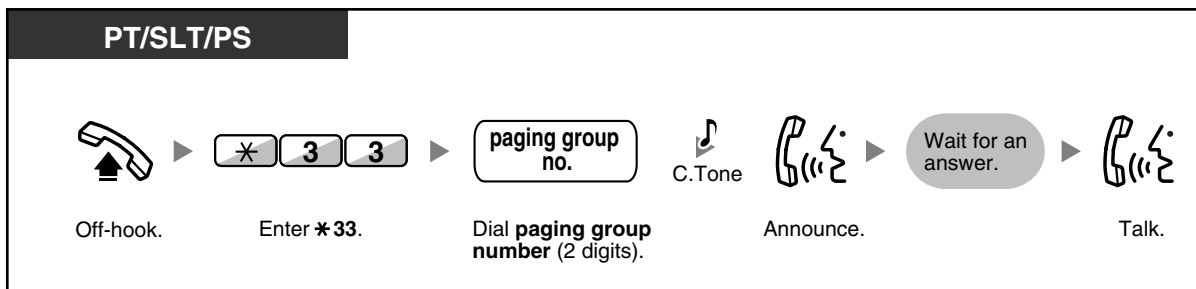 PT/SLT/PS
✳ 3 3
paging group
no.
C.Tone
Wait for an
answer.
Off-hook.
Enter ✳33.
Dial paging group
number (2 digits).
Announce.
Talk.